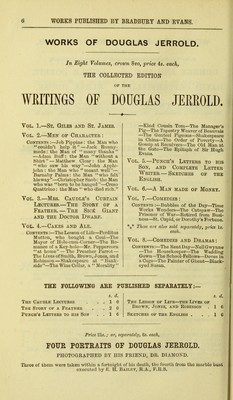 6 WORKS PUBLISHED BY BRADBURY AND EVANS.
WORKS OF DOUGLAS JERROLD.
In Eight Volumes, crown 8vo, price 4s. each,
THE COLLECTED EDITION
OF THE
WRITINGS OF DOUGLAS JERROLD.
VOL. 1.—ST. GILES AND ST. JAMES.
VOL. 2.—MEN OF CHARACTER:
CONTENTS:—Job Pippins: the Man who
"couldn't help it"—Jack Runnymede: the Man of "many thanks"
—Adam Buff: the Man "without a
Shirt"—Matthew Clear: the Man
"who saw his way"—John Applejohn: the Man who "meant well"—
Barnaby Palms: the Man "who felt
his way"—Christopher Snub: the Man
who was "born to be hanged"—Creso
Quattrino: the Man "who died rich."
VOL. 3.—MRS. CAUDLE'S CURTAIN
LECTURES.—THE STORY OF A
FEATHER.—THE SICK GIANT
AND THE DOCTOR DWARF.
VOL. 4.—CAKES AND ALE.
CONTENTS:—The Lesson of Life—Perditus
Mutton, who bought a Caul—The
Mayor of Hole-cum-Corner—The Romance of a Key-hole—Mr. Peppercorn
"at home"—The Preacher Parrot—
The Lives of Smith, Brown, Jones, and
Robinson—Shakespeare at "Bankside"—The Wine Cellar, a "Morality"
—Kind Cousin Tom—The Manager's
Pig—The Tapestry Weaver of Beauvais
—The Genteel Pigeons—Shakespeare
in China—The Order of Poverty—A
Gossip at Reculvers—The Old Man at
the Gate—The Epitaph of Sir Hugh
Evans.
VOL. 5.—PUNCH'S LETTERS TO HIS
SON, AND COMPLETE LETTER
WRITER—SKETCHES OF THE
ENGLISH.
VOL. 6.—A MAN MADE OF MONEY.
VOL. 7.—COMEDIES:
CONTENTS:—Bubbles of the Day—Time
Works Wonders—The Catspaw—The
Prisoner of War—Retired from Business—St. Cupid, or Dorothy's Fortune.
*** These are also sold separately, price 1s.
each.
VOL. 8.—COMEDIES AND DRAMAS:
CONTENTS:—The Rent Day—Nell Gwynne
—The Housekeeper—The Wedding
Gown—The School-Fellows—Doves in
a Cage—The Painter of Ghent—Black-eyed Susan.
THE FOLLOWING ARE PUBLISHED SEPARATELY:—
s. d.
THE CAUDLE LECTURES . . . 1 0
THE STORY OF A FEATHER . . 2 0
PUNCH'S LETTERS TO HIS SON . . 1 0
s. d.
THE LESSON OF LIFE—THE LIVES OF
BROWN, JONES, AND ROBINSON . 1 0
SKETCHES OF THE ENGLISH . . . 1 0
or, separately, 4s. each,
FOUR PORTRAITS OF DOUGLAS JERROLD.
PHOTOGRAPHED BY HIS FRIEND, DR. DIAMOND.
Three of them were taken within a fortnight of his death, the fourth from the marble bust
executed by E. H. BAILEY, R.A., F.R.S.